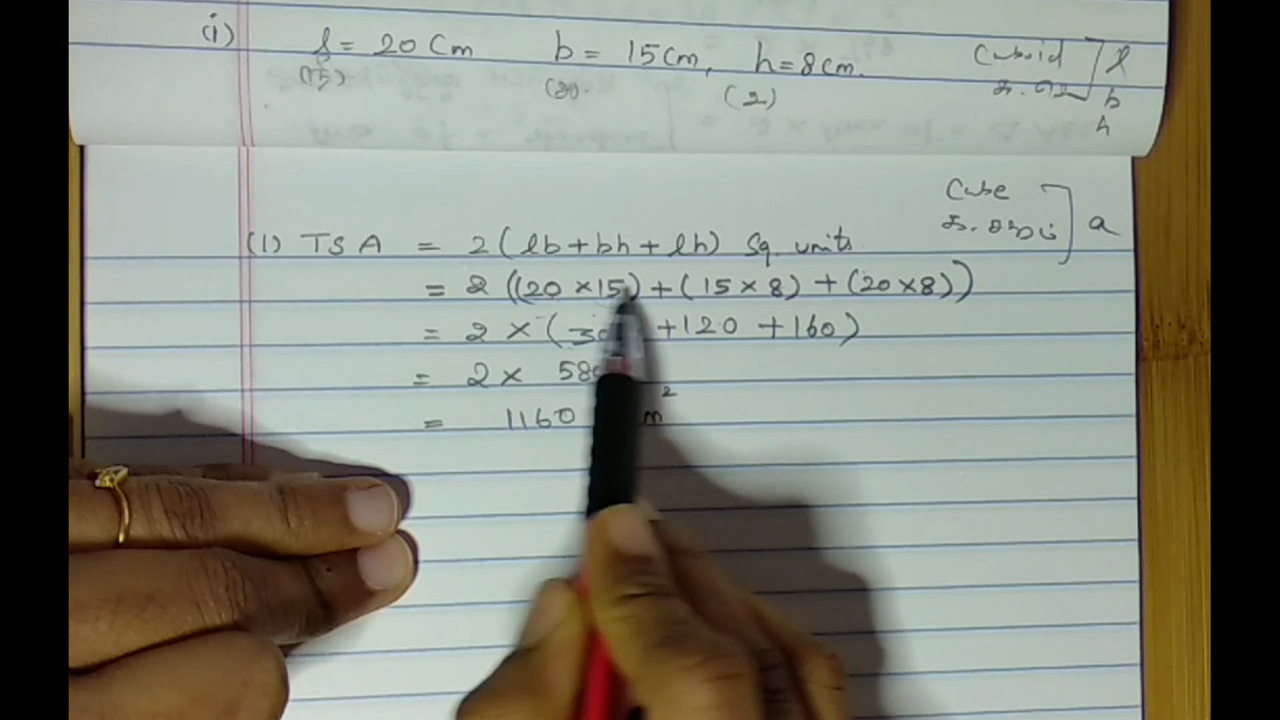 (i) l = 20 Cm b = 15 Cm, h = 8 cm. Cuboid l
b
h
Cube
a
(1) TSA = 2 (lb + bh + lh) Sq. units
= 2 ((20 × 15) + (15 × 8) + (20 × 8))
= 2 × ( +120 +160)
= 2 ×
= 1160